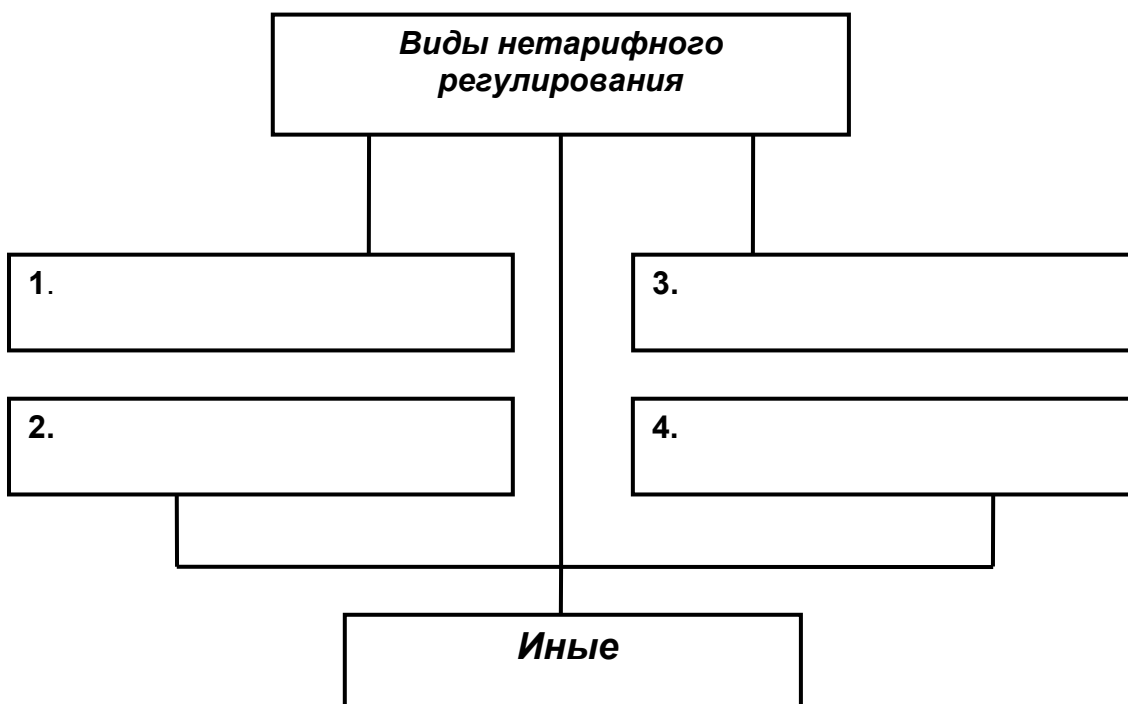 Виды нетарифного
регулирования
1.
3.
2.
4.
Иные